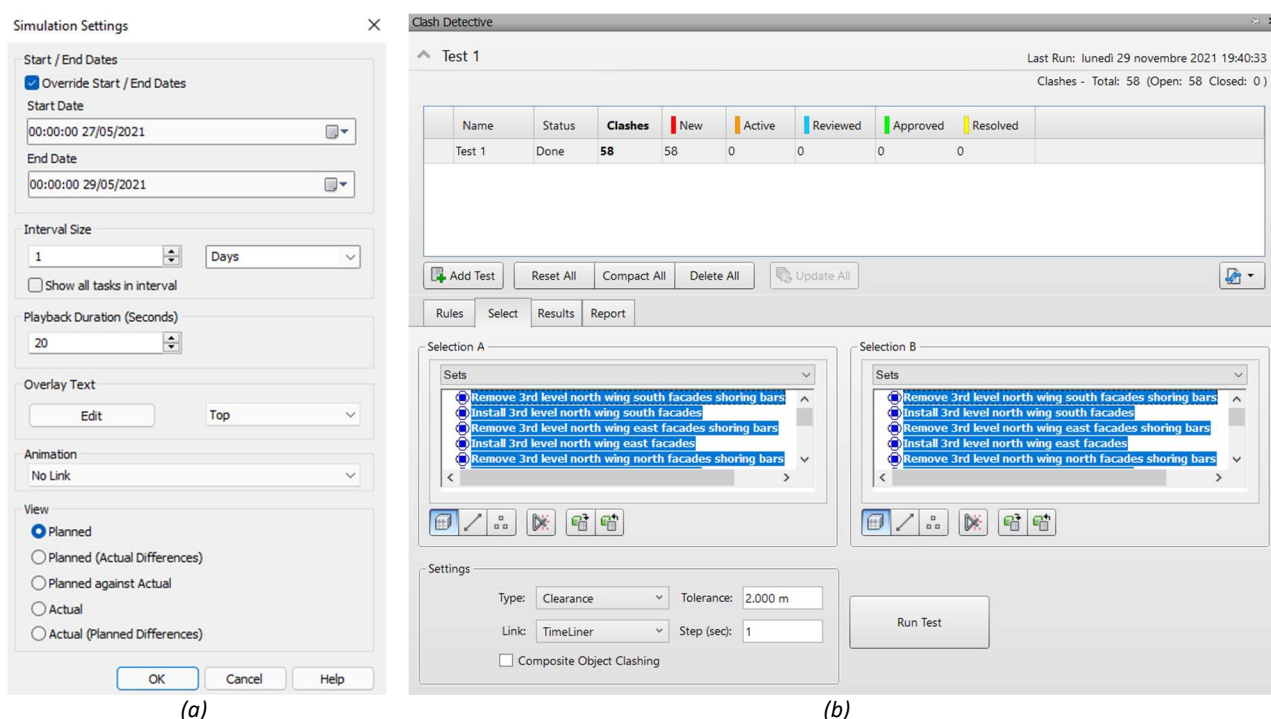 Simulation Settings
Start / End Dates
Override Start / End Dates
Start Date
00:00:00 27/05/2021
End Date
00:00:00 29/05/2021
Interval Size
1 Days
Show all tasks in interval
Playback Duration (Seconds)
20
Overlay Text
Edit Top
Animation
No Link
View
Planned
Planned (Actual Differences)
Planned against Actual
Actual
Actual (Planned Differences)
OK Cancel Help
(a)
Clash Detective
Test 1 Last Run: lunedì 29 novembre 2021 19:40:33
Clashes - Total: 58 (Open: 58 Closed: 0 )
Name Status Clashes New Active Reviewed Approved Resolved
Test 1 Done 58 58 0 0 0 0
Add Test Reset All Compact All Delete All Update All
Rules Select Results Report
Selection A
Sets
Remove 3rd level north wing south facades shoring bars
Install 3rd level north wing south facades
Remove 3rd level north wing east facades shoring bars
Install 3rd level north wing east facades
Remove 3rd level north wing north facades shoring bars
Selection B
Sets
Remove 3rd level north wing south facades shoring bars
Install 3rd level north wing south facades
Remove 3rd level north wing east facades shoring bars
Install 3rd level north wing east facades
Remove 3rd level north wing north facades shoring bars
Settings
Type: Clearance Tolerance: 2.000 m
Link: TimeLiner Step (sec): 1
Composite Object Clashing
Run Test
(b)